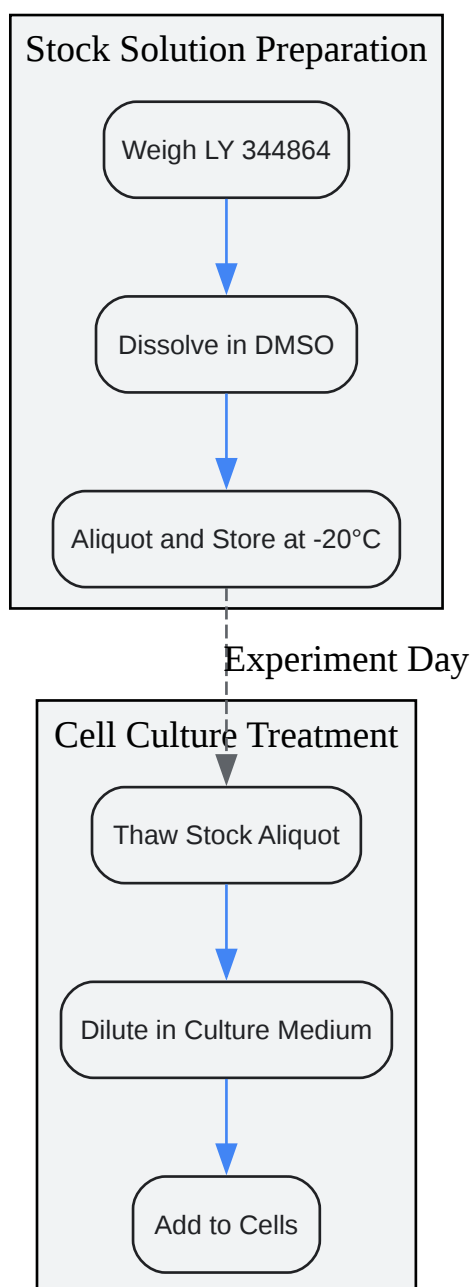 Stock Solution Preparation
Weigh LY 344864
Dissolve in DMSO
Aliquot and Store at -20°C
Experiment Day
Cell Culture Treatment
Thaw Stock Aliquot
Dilute in Culture Medium
Add to Cells